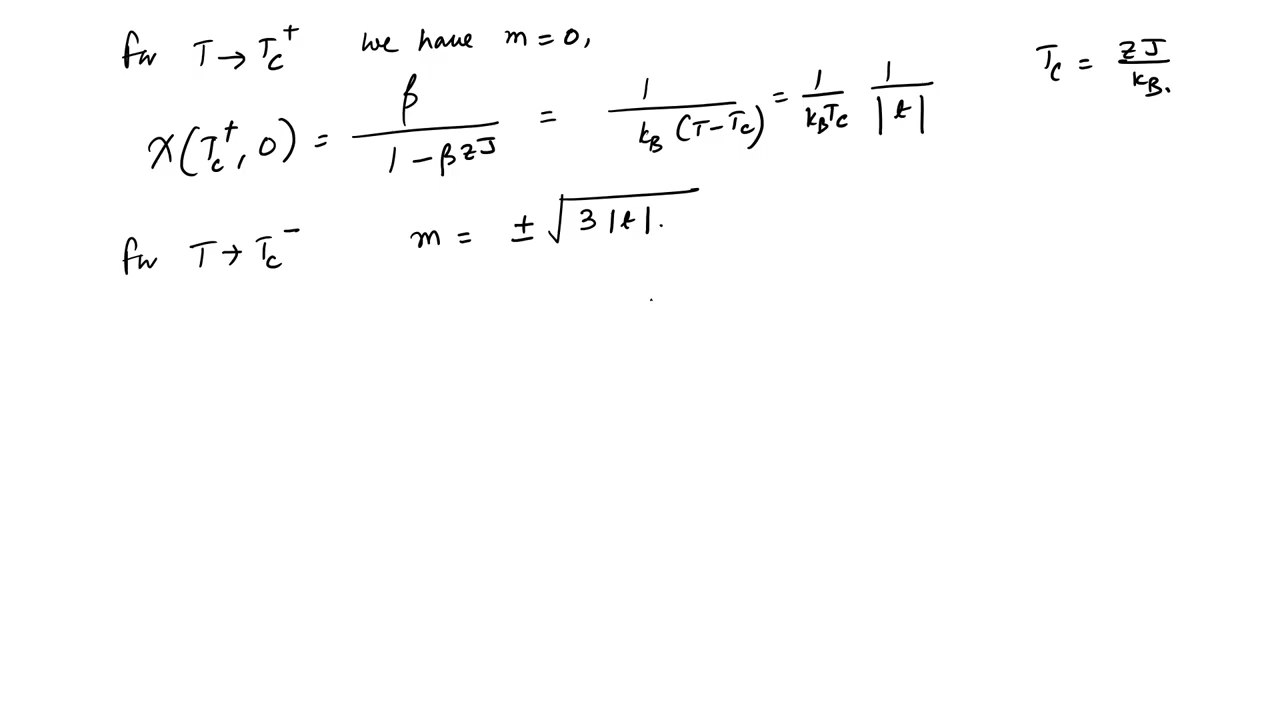 for T → T_c^+ we have m = 0, T_c = zJ / k_B.
χ(T_c^+, 0) = β / (1 - βzJ) = 1 / (k_B (T - T_c)) = 1 / (k_B T_c) 1 / |t|
for T → T_c^- m = ± √(3 |t|).